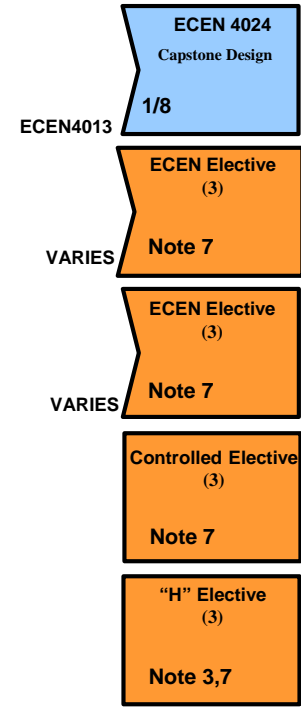 ECEN 4024
Capstone Design
1/8
ECEN4013
ECEN Elective
(3)
Note 7
VARIES
ECEN Elective
(3)
Note 7
VARIES
Controlled Elective
(3)
Note 7
“H” Elective
(3)
Note 3,7